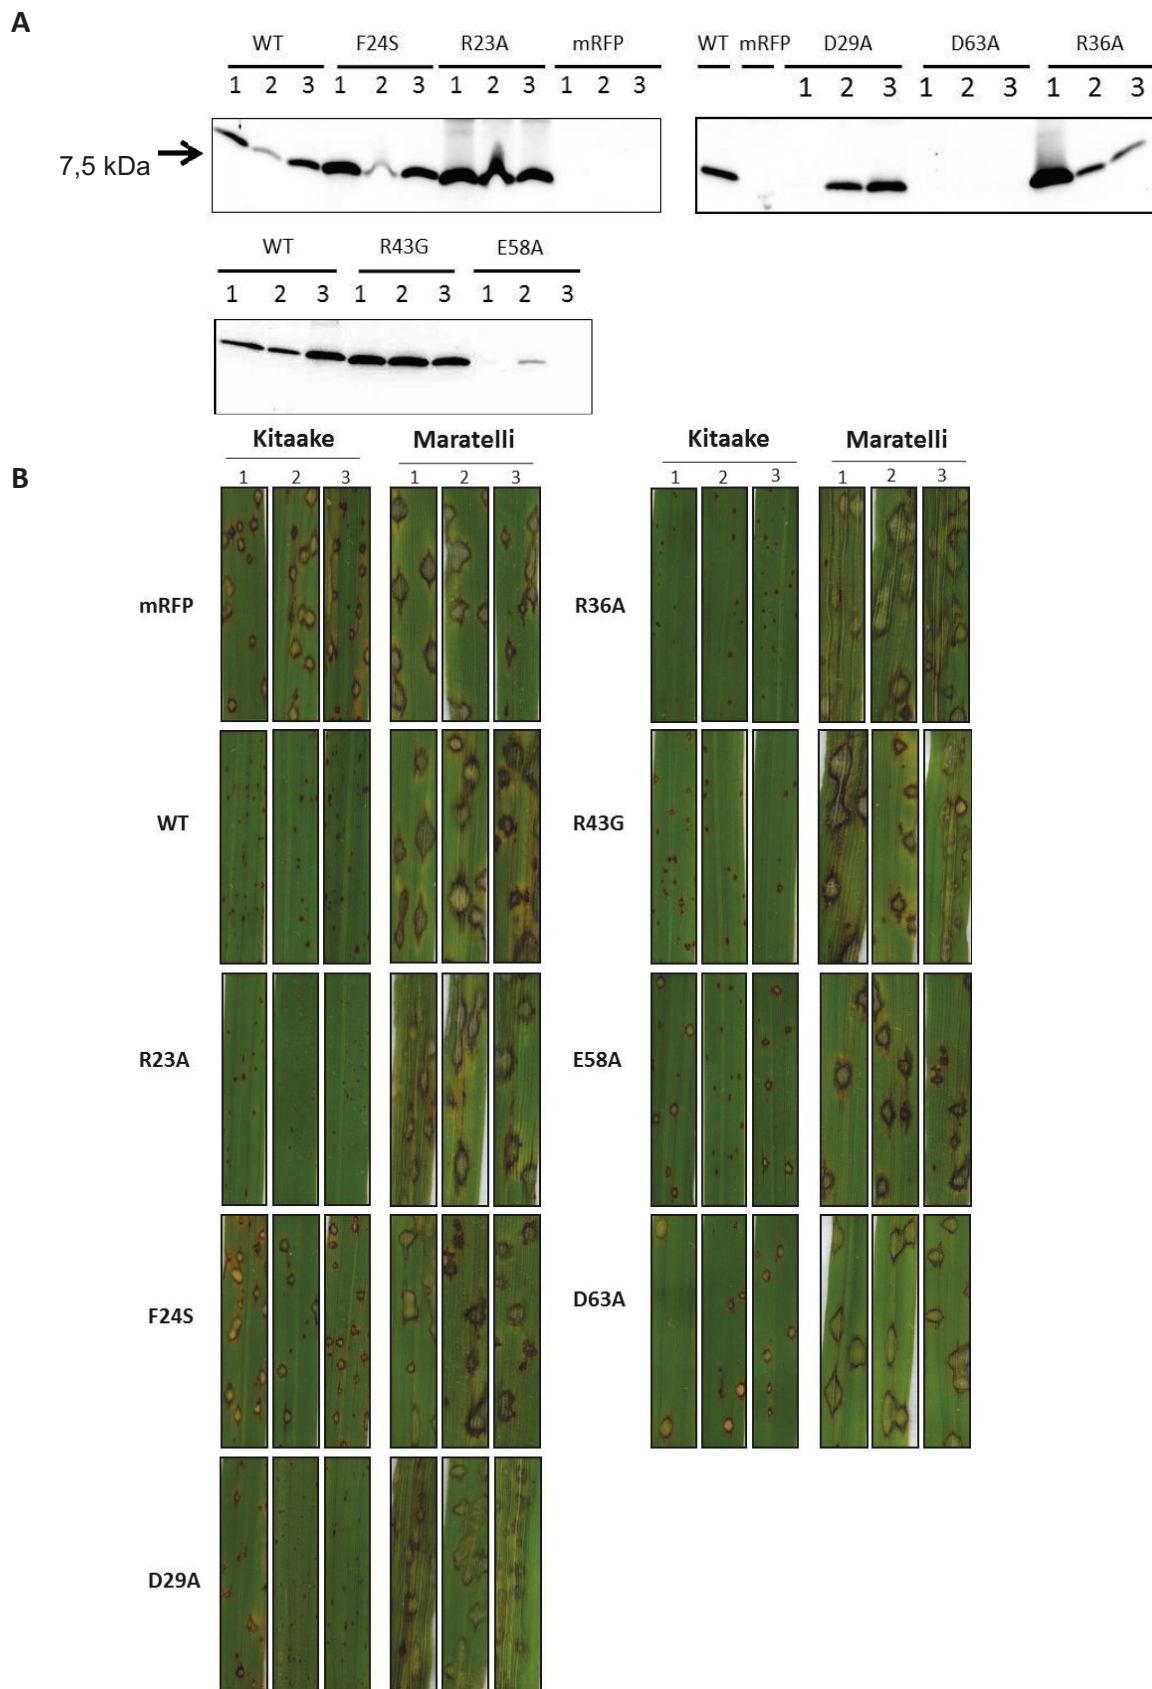 A
WT F24S R23A mRFP
1 2 3 1 2 3 1 2 3 1 2 3
WT mRFP D29A D63A R36A
1 2 3 1 2 3 1 2 3
7,5 kDa
WT R43G E58A
1 2 3 1 2 3 1 2 3
B
Kitaake Maratelli
1 2 3 1 2 3
Kitaake Maratelli
1 2 3 1 2 3
mRFP
WT
R23A
F24S
D29A
R36A
R43G
E58A
D63A